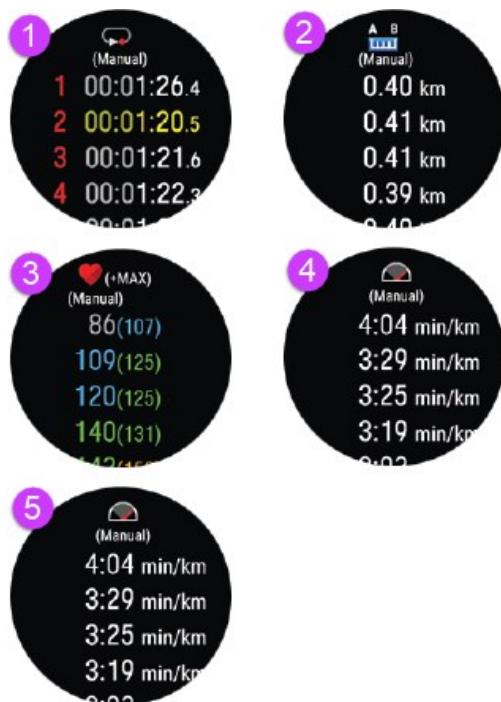 1
(Manual)
1 00:01:26.4
2 00:01:20.5
3 00:01:21.6
4 00:01:22.3
2
A B
(Manual)
0.40 km
0.41 km
0.41 km
0.39 km
3
(+MAX)
(Manual)
86(107)
109(125)
120(125)
140(131)
4
(Manual)
4:04 min/km
3:29 min/km
3:25 min/km
3:19 min/km
5
(Manual)
4:04 min/km
3:29 min/km
3:25 min/km
3:19 min/km